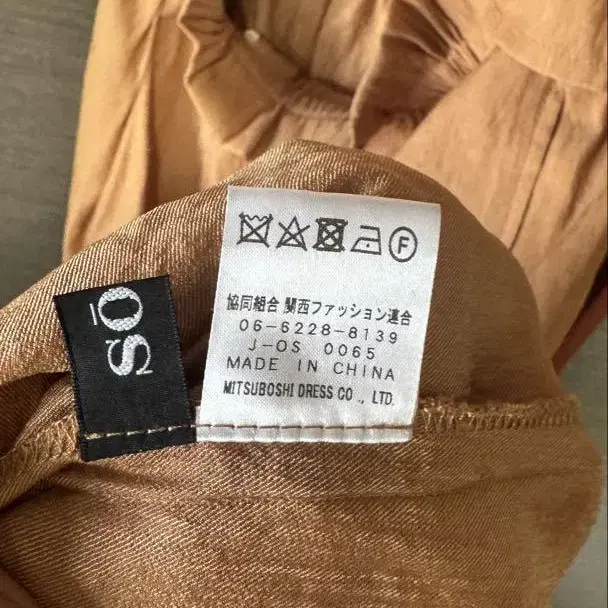 SŌ
F
協同組合 関西ファッション連合
06-6228-8139
J-OS 0065
MADE IN CHINA
MITSUBOSHI DRESS CO., LTD.